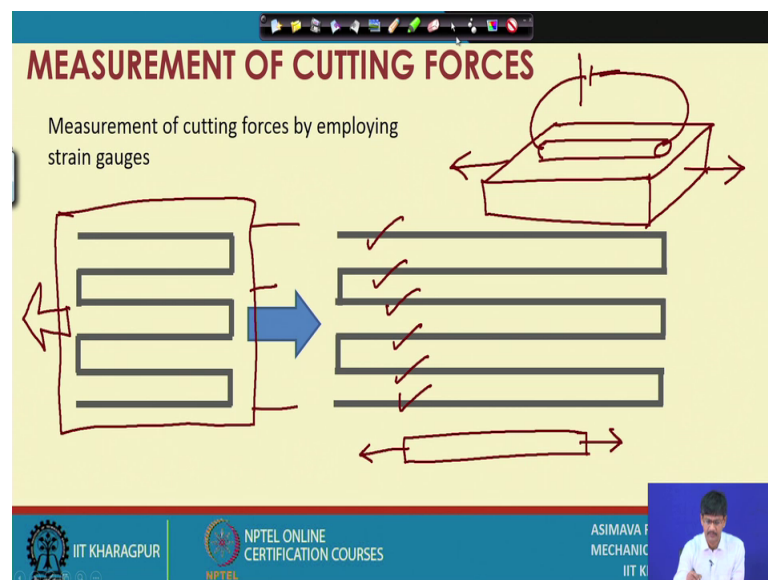 MEASUREMENT OF CUTTING FORCES
Measurement of cutting forces by employing
strain gauges
IIT KHARAGPUR
NPTEL ONLINE
CERTIFICATION COURSES
NPTEL
ASIMAVA
MECHANIC
IIT K